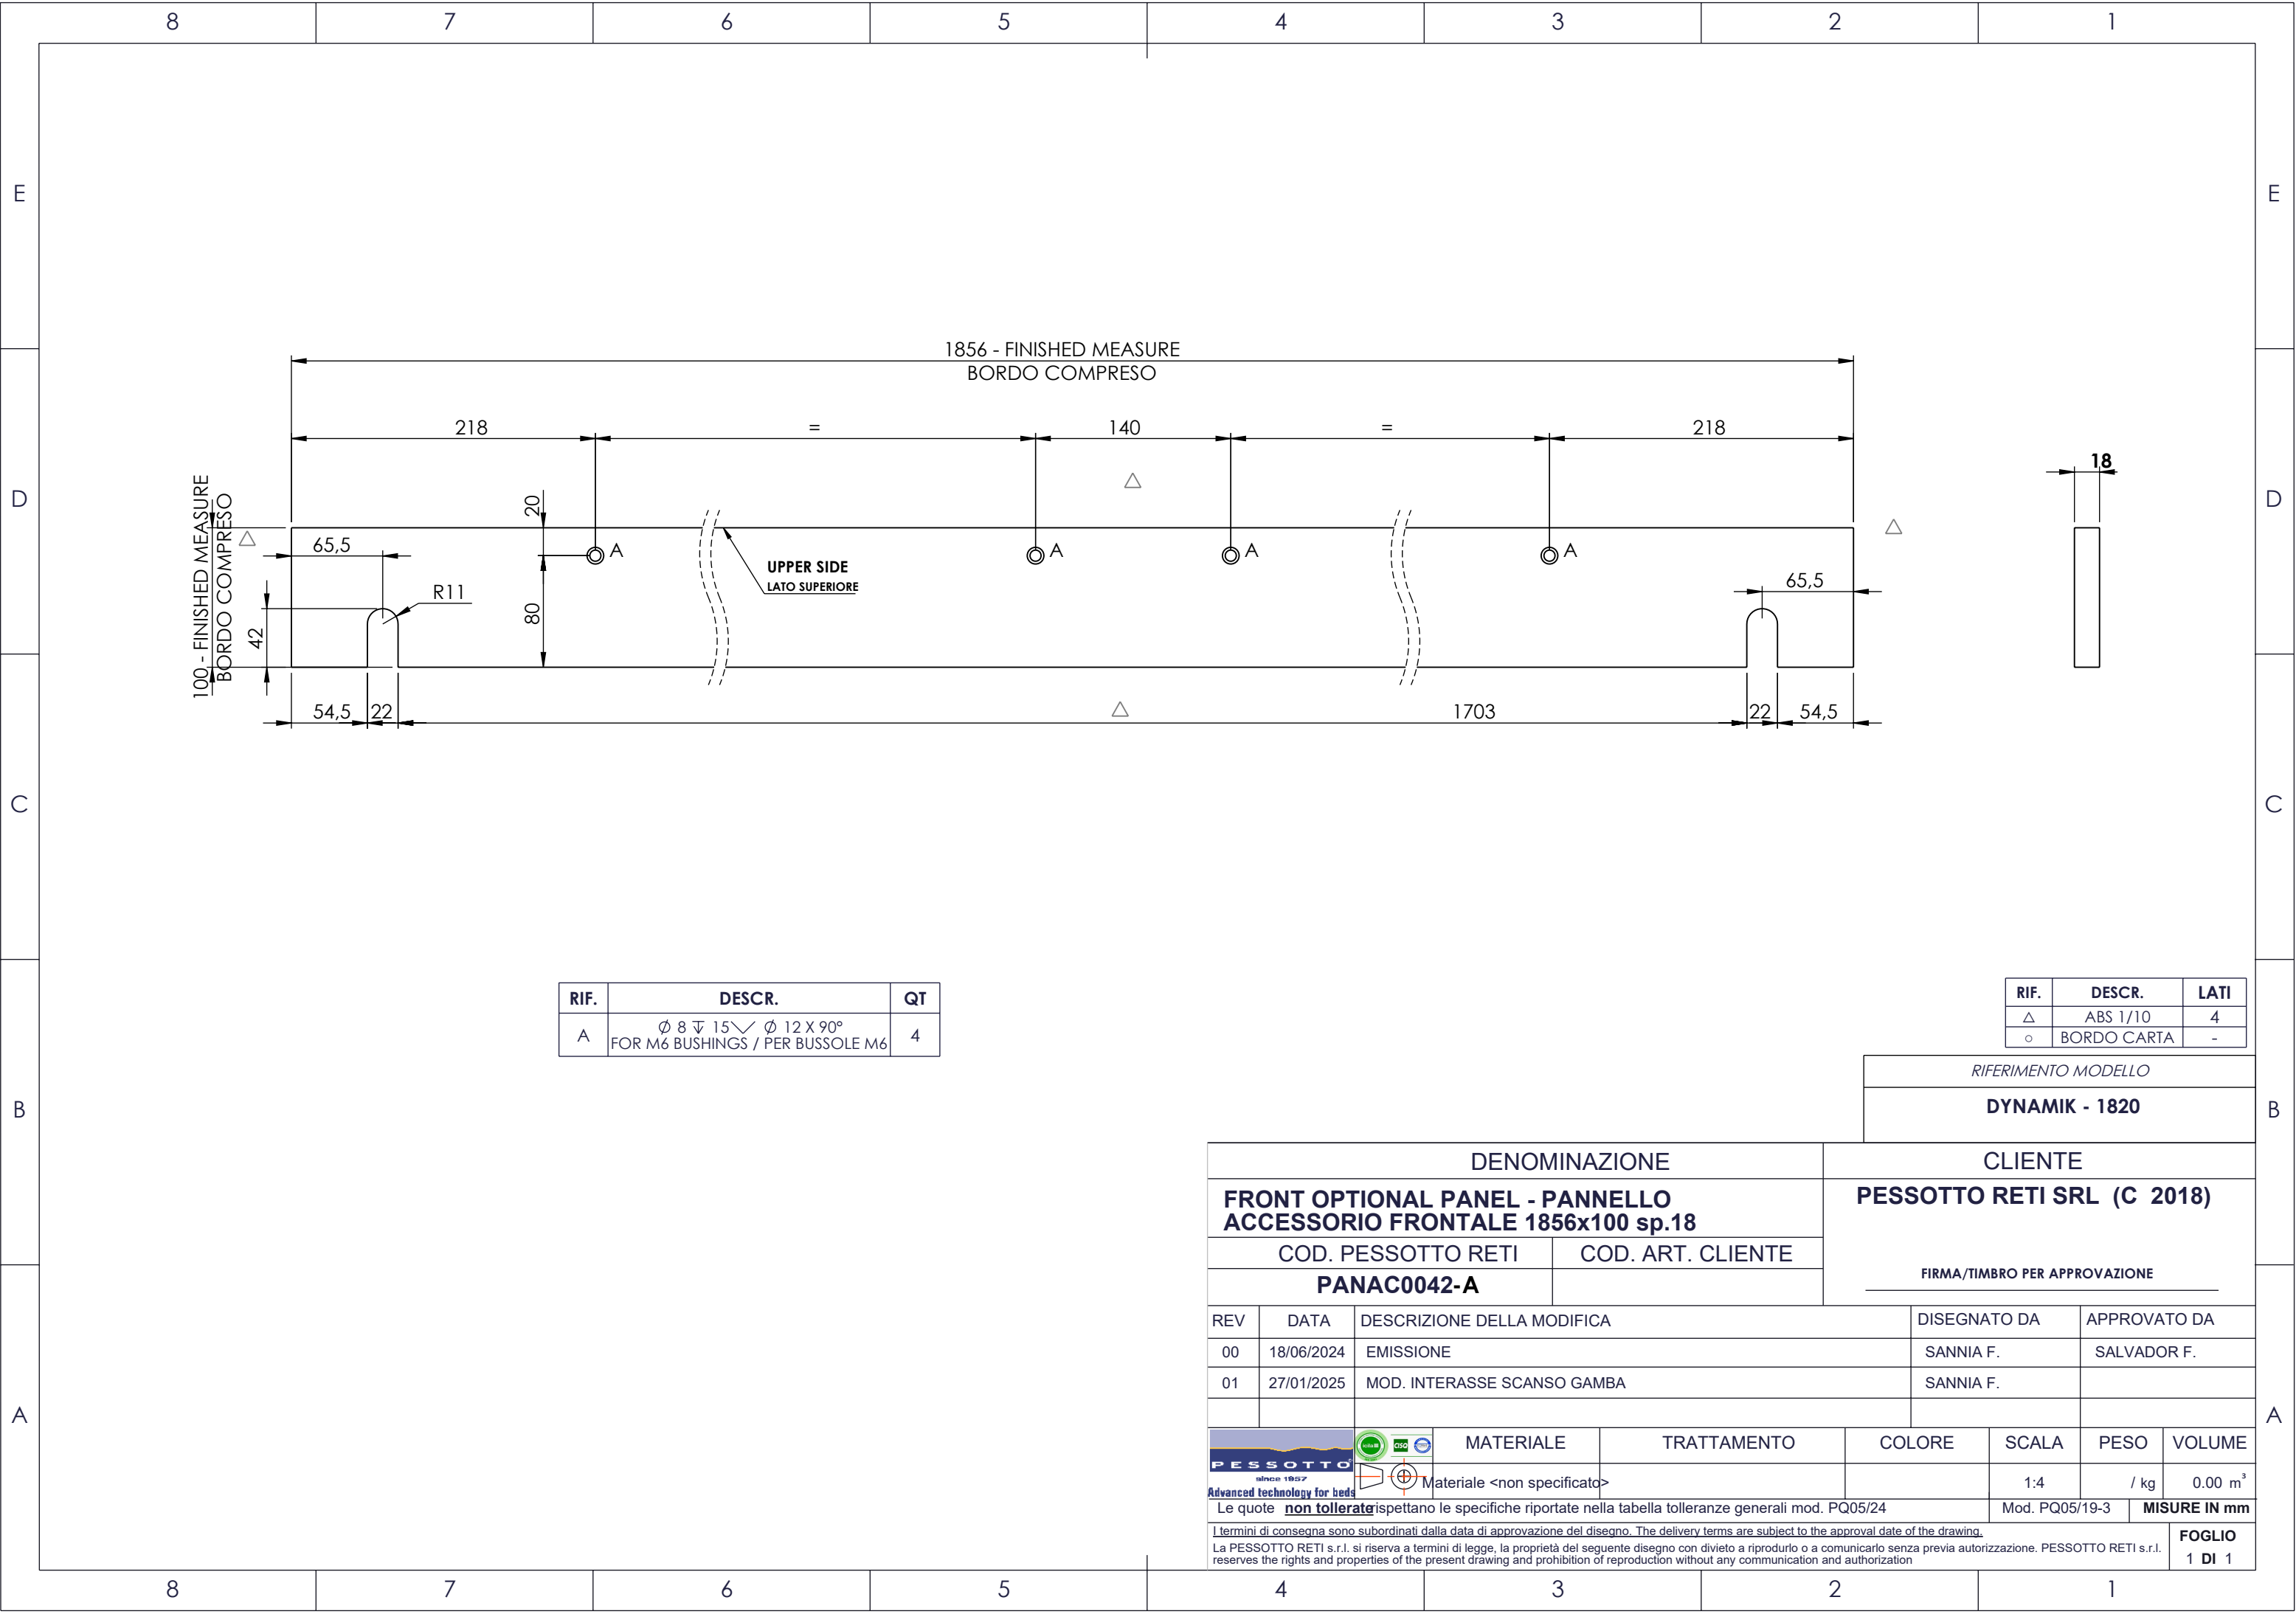 8 7 6 5 4 3 2 1
E E
D D
C C
B B
A A
1856 - FINISHED MEASURE
BORDO COMPRESO
218 = 140 = 218
18
100 - FINISHED MEASURE
BORDO COMPRESO
20
65,5
A A A A
UPPER SIDE
LATO SUPERIORE
R11
80
42
65,5
54,5 22 1703 22 54,5
RIF. DESCR. QT
A ∅ 8 ↧ 15 ⌵ ∅ 12 X 90° 4
FOR M6 BUSHINGS / PER BUSSOLE M6
RIF. DESCR. LATI
△ ABS 1/10 4
○ BORDO CARTA -
RIFERIMENTO MODELLO
DYNAMIK - 1820
DENOMINAZIONE CLIENTE
FRONT OPTIONAL PANEL - PANNELLO
ACCESSORIO FRONTALE 1856x100 sp.18
PESSOTTO RETI SRL (C 2018)
COD. PESSOTTO RETI COD. ART. CLIENTE
PANAC0042-A
FIRMA/TIMBRO PER APPROVAZIONE
REV DATA DESCRIZIONE DELLA MODIFICA DISEGNATO DA APPROVATO DA
00 18/06/2024 EMISSIONE SANNIA F. SALVADOR F.
01 27/01/2025 MOD. INTERASSE SCANSO GAMBA SANNIA F.
PESSOTTO
since 1957
Advanced technology for beds
CISQ
MATERIALE TRATTAMENTO COLORE SCALA PESO VOLUME
Materiale <non specificato> 1:4 / kg 0.00 m³
Le quote non tollerate rispettano le specifiche riportate nella tabella tolleranze generali mod. PQ05/24 Mod. PQ05/19-3 MISURE IN mm
I termini di consegna sono subordinati dalla data di approvazione del disegno. The delivery terms are subject to the approval date of the drawing.
La PESSOTTO RETI s.r.l. si riserva a termini di legge, la proprietà del seguente disegno con divieto a riprodurlo o a comunicarlo senza previa autorizzazione. PESSOTTO RETI s.r.l.
reserves the rights and properties of the present drawing and prohibition of reproduction without any communication and authorization
FOGLIO
1 DI 1
8 7 6 5 4 3 2 1